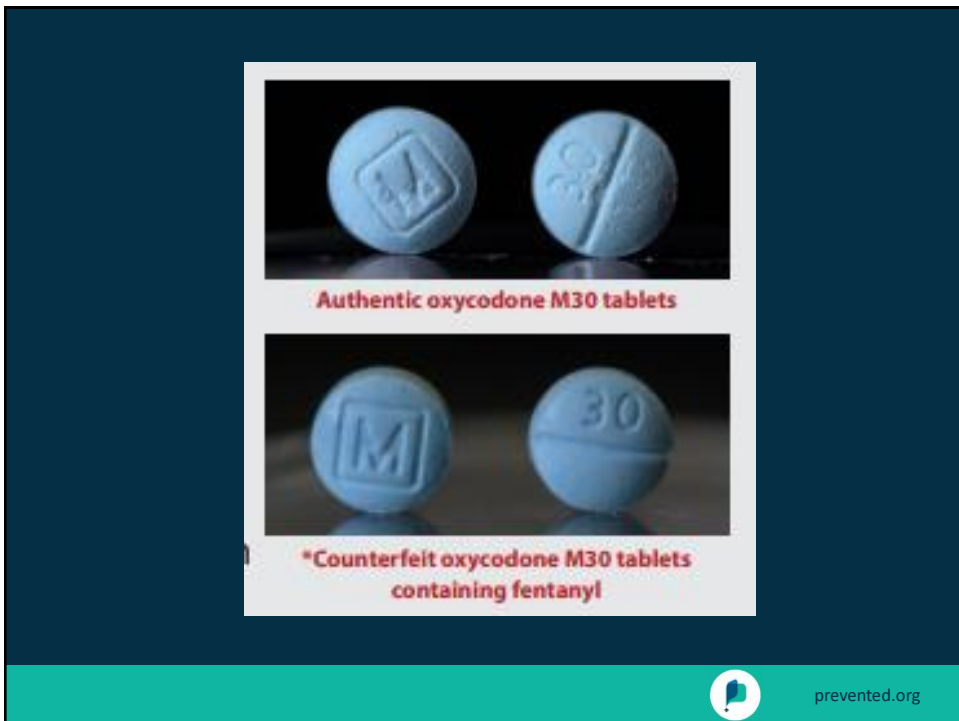 M
30
Authentic oxycodone M30 tablets
M
30
*Counterfeit oxycodone M30 tablets
containing fentanyl
prevented.org